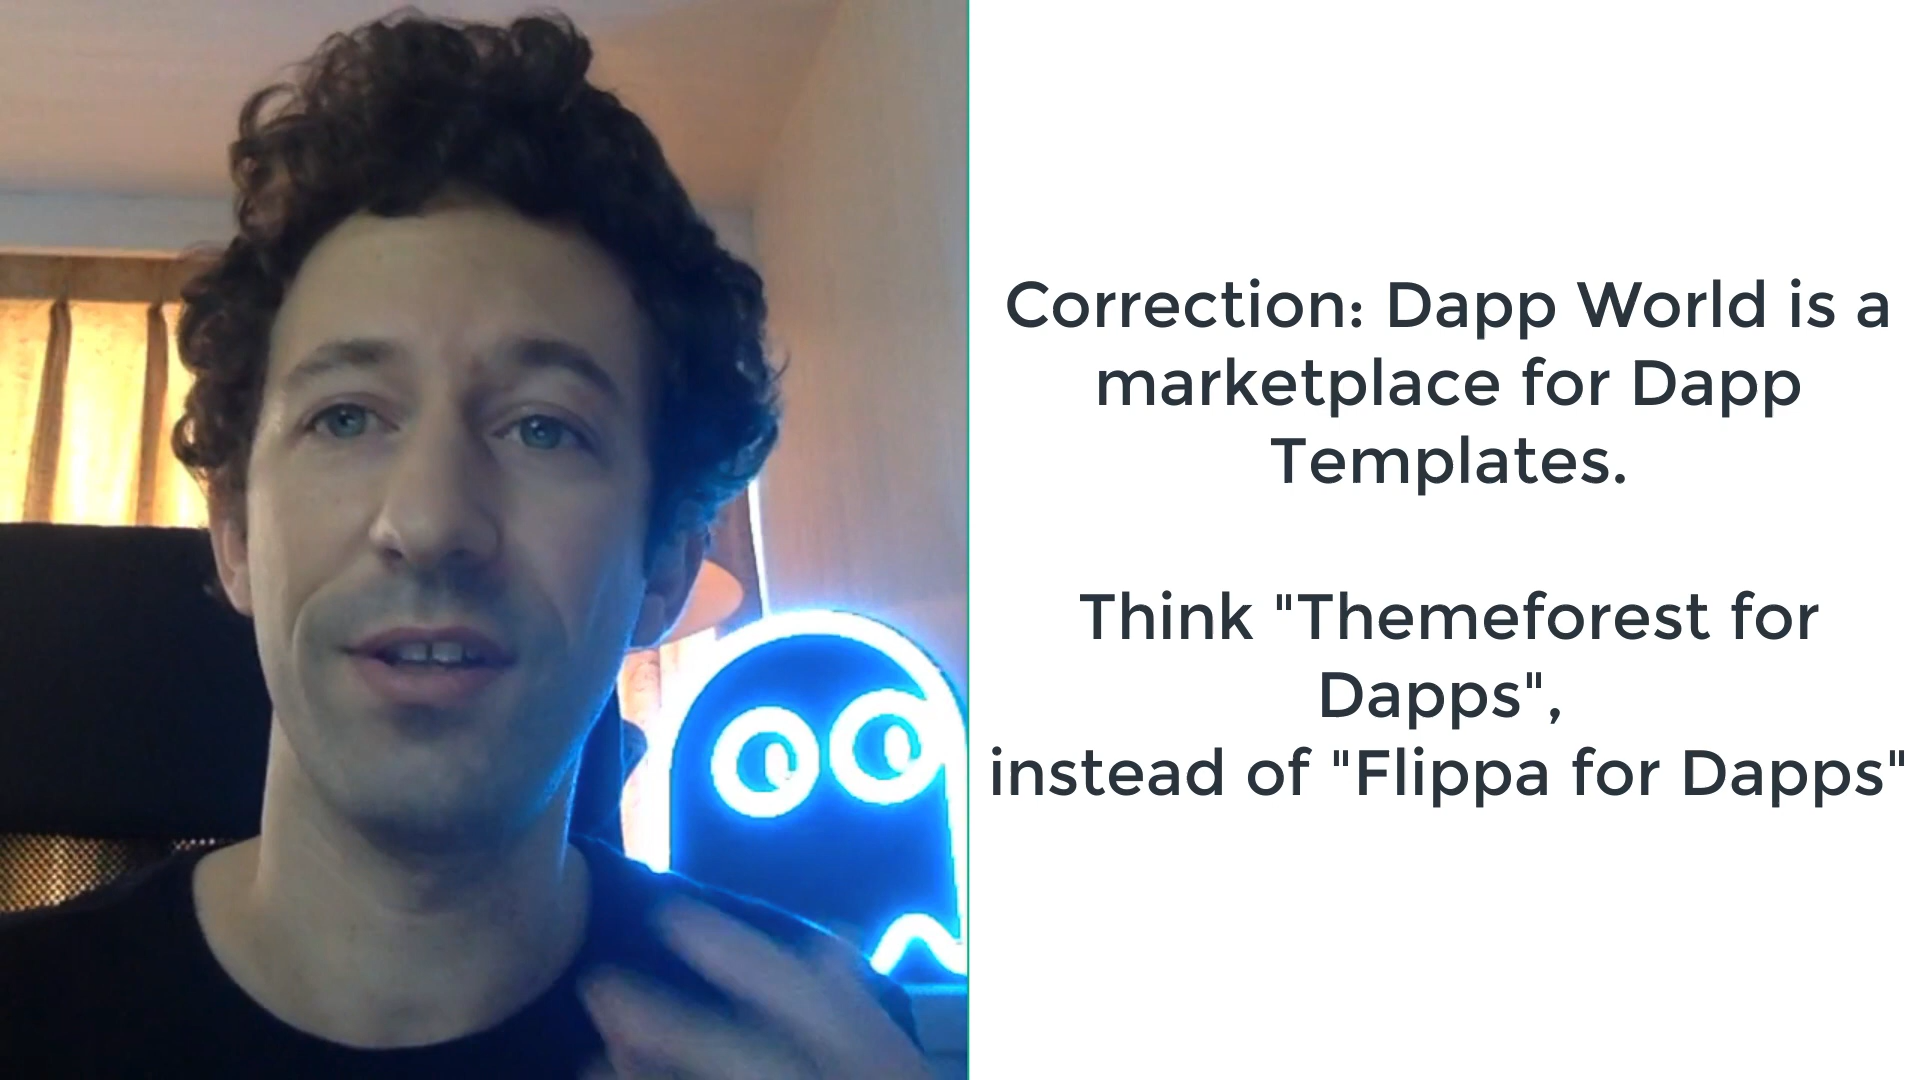 Correction: Dapp World is a
marketplace for Dapp
Templates.
Think "Themeforest for
Dapps",
instead of "Flippa for Dapps"